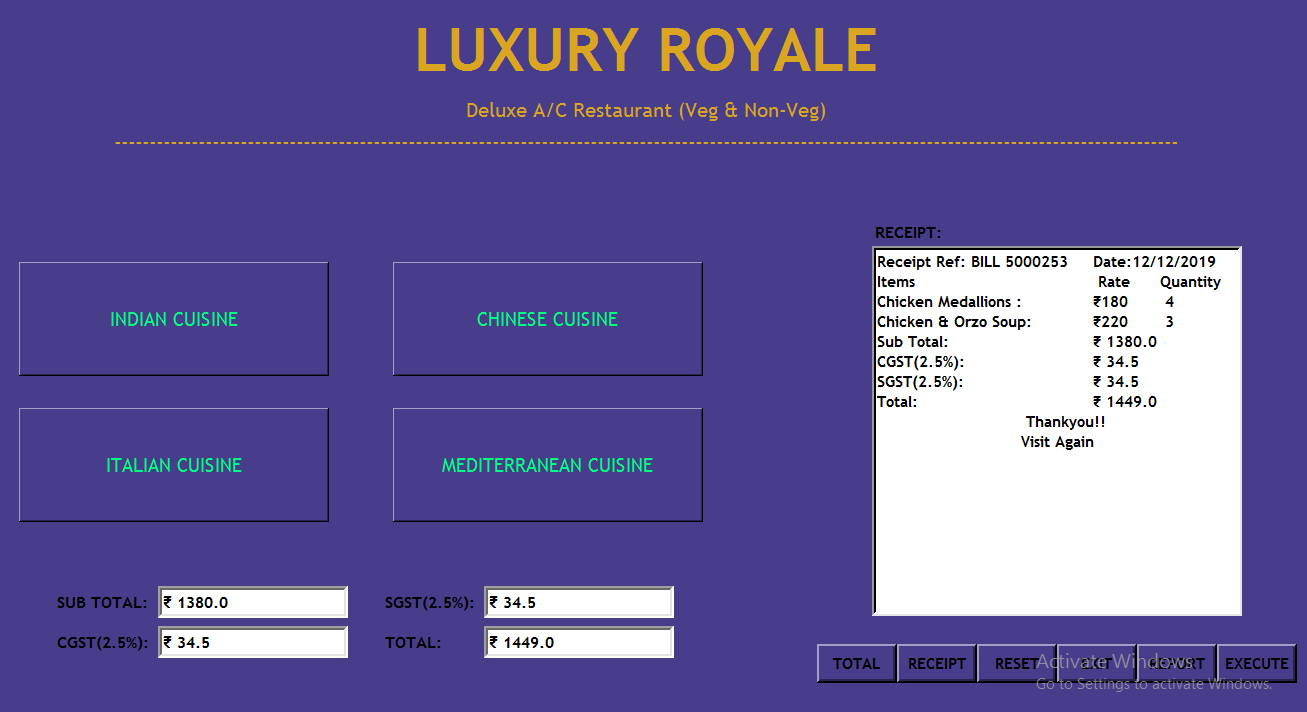 LUXURY ROYALE
Deluxe A/C Restaurant (Veg & Non-Veg)
--------------------------------------------------------------------------------------------------------------------------------------------------------
RECEIPT:
Receipt Ref: BILL 5000253 Date:12/12/2019
Items Rate Quantity
Chicken Medallions : ₹180 4
Chicken & Orzo Soup: ₹220 3
Sub Total: ₹ 1380.0
CGST(2.5%): ₹ 34.5
SGST(2.5%): ₹ 34.5
Total: ₹ 1449.0
Thankyou!!
Visit Again
INDIAN CUISINE CHINESE CUISINE
ITALIAN CUISINE MEDITERRANEAN CUISINE
SUB TOTAL: ₹ 1380.0 SGST(2.5%): ₹ 34.5
CGST(2.5%): ₹ 34.5 TOTAL: ₹ 1449.0
TOTAL RECEIPT RESET EXIT REPORT EXECUTE
Activate Windows
Go to Settings to activate Windows.